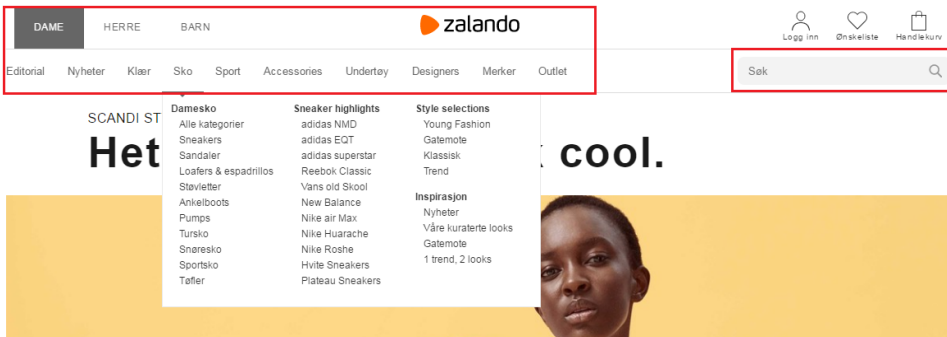 DAME HERRE BARN
zalando
Logg inn Ønskeliste Handlekurv
Editorial Nyheter Klær Sko Sport Accessories Undertøy Designers Merker Outlet
Søk
SCANDI ST
Het cool.
Damesko
Alle kategorier
Sneakers
Sandaler
Loafers & espadrillos
Støvletter
Ankelboots
Pumps
Tursko
Snøresko
Sportsko
Tøfler
Sneaker highlights
adidas NMD
adidas EQT
adidas superstar
Reebok Classic
Vans old Skool
New Balance
Nike air Max
Nike Huarache
Nike Roshe
Hvite Sneakers
Plateau Sneakers
Style selections
Young Fashion
Gatemote
Klassisk
Trend
Inspirasjon
Nyheter
Våre kuraterte looks
Gatemote
1 trend, 2 looks